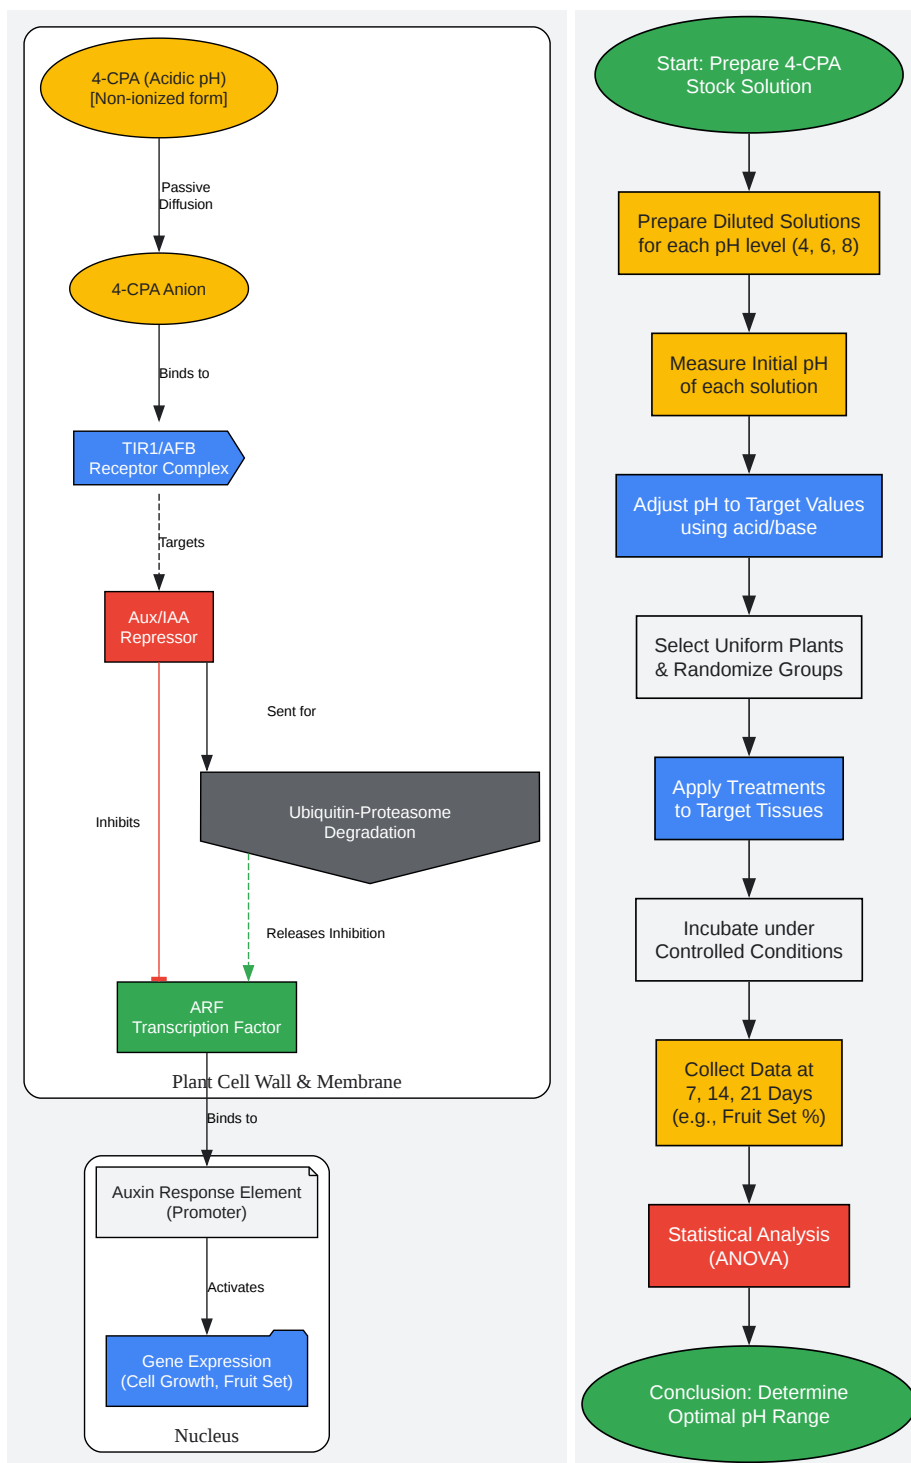 4-CPA (Acidic pH)
[Non-ionized form]
Passive
Diffusion
4-CPA Anion
Binds to
TIR1/AFB
Receptor Complex
Targets
Aux/IAA
Repressor
Sent for
Ubiquitin-Proteasome
Degradation
Inhibits
Releases Inhibition
ARF
Transcription Factor
Plant Cell Wall & Membrane
Binds to
Auxin Response Element
(Promoter)
Activates
Gene Expression
(Cell Growth, Fruit Set)
Nucleus
Start: Prepare 4-CPA
Stock Solution
Prepare Diluted Solutions
for each pH level (4, 6, 8)
Measure Initial pH
of each solution
Adjust pH to Target Values
using acid/base
Select Uniform Plants
& Randomize Groups
Apply Treatments
to Target Tissues
Incubate under
Controlled Conditions
Collect Data at
7, 14, 21 Days
(e.g., Fruit Set %)
Statistical Analysis
(ANOVA)
Conclusion: Determine
Optimal pH Range